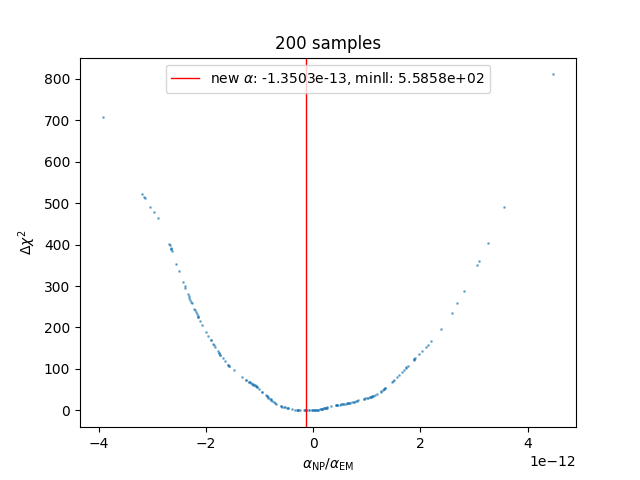 200 samples
new α: -1.3503e-13, minll: 5.5858e+02
800
700
600
500
400
300
200
100
0
Δχ²
−4 −2 0 2 4
1e−12
α_NP/α_EM